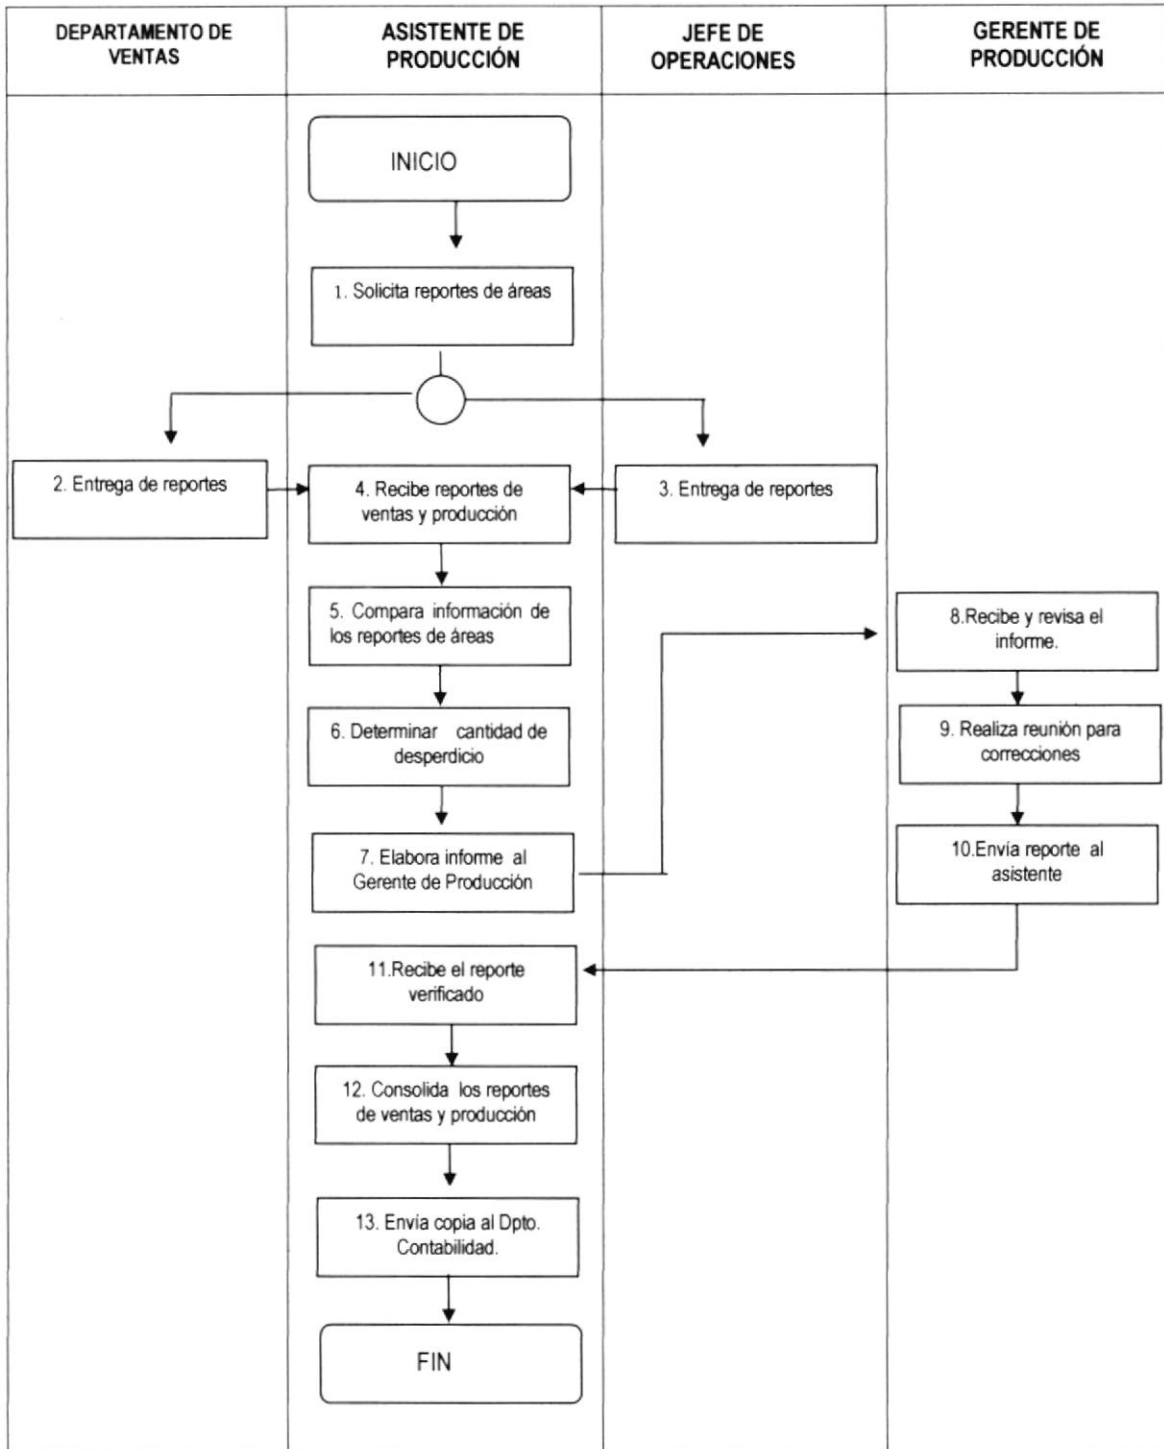 DEPARTAMENTO DE
VENTAS
ASISTENTE DE
PRODUCCIÓN
JEFE DE
OPERACIONES
GERENTE DE
PRODUCCIÓN
INICIO
1. Solicita reportes de áreas
2. Entrega de reportes
4. Recibe reportes de
ventas y producción
3. Entrega de reportes
5. Compara información de
los reportes de áreas
8.Recibe y revisa el
informe.
6. Determinar cantidad de
desperdicio
9. Realiza reunión para
correcciones
7. Elabora informe al
Gerente de Producción
10.Envía reporte al
asistente
11.Recibe el reporte
verificado
12. Consolida los reportes
de ventas y producción
13. Envía copia al Dpto.
Contabilidad.
FIN